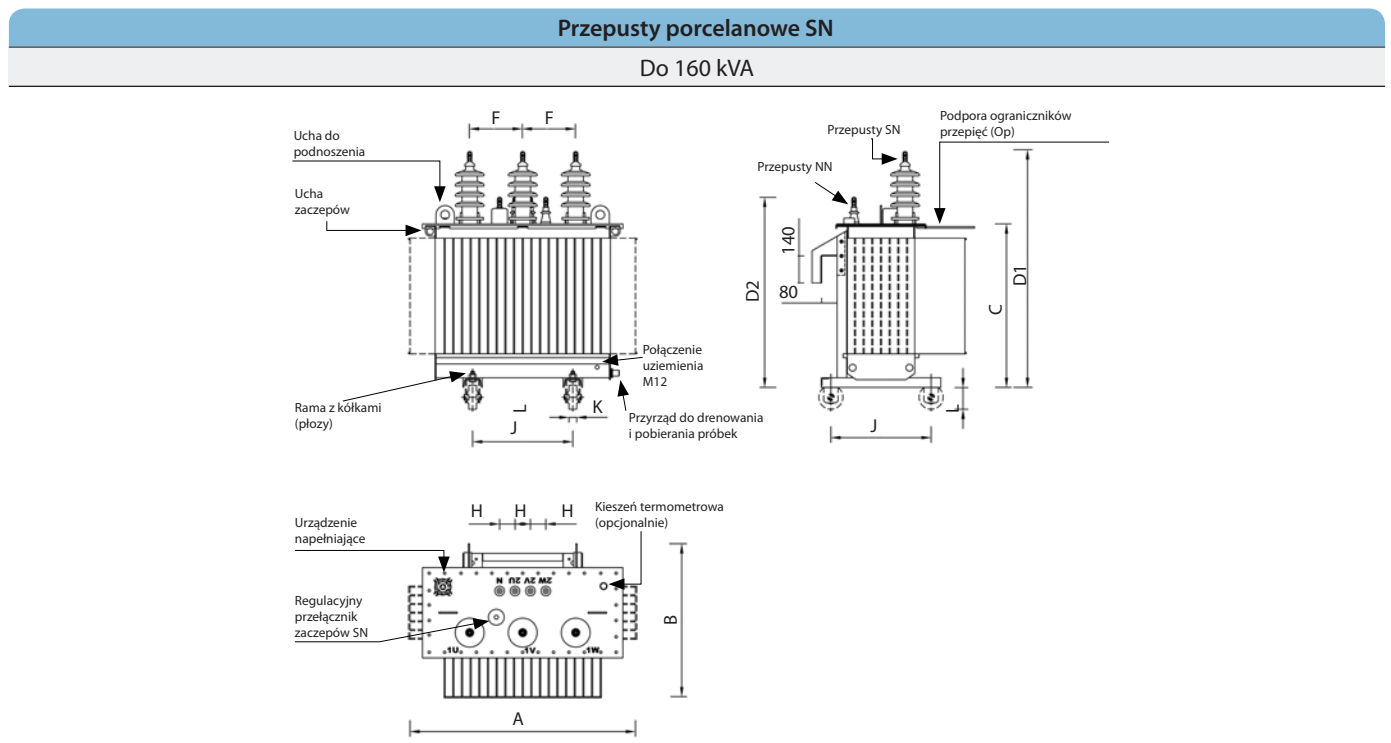 Przepusty porcelanowe SN
Do 160 kVA
F
F
Ucha do
podnoszenia
Ucha
zaczepów
Połączenie
uziemienia
M12
Rama z kółkami
(płozy)
L
K
J
Przyrząd do drenowania
i pobierania próbek
Przepusty SN
Podpora ograniczników
przepięć (Op)
Przepusty NN
140
80
D2
C
D1
J
L
H
H
H
Kieszeń termometrowa
(opcjonalnie)
Urządzenie
napełniające
N 2U 2V 2W
Regulacyjny
przełącznik
zaczepów SN
1U
1V
1W
B
A